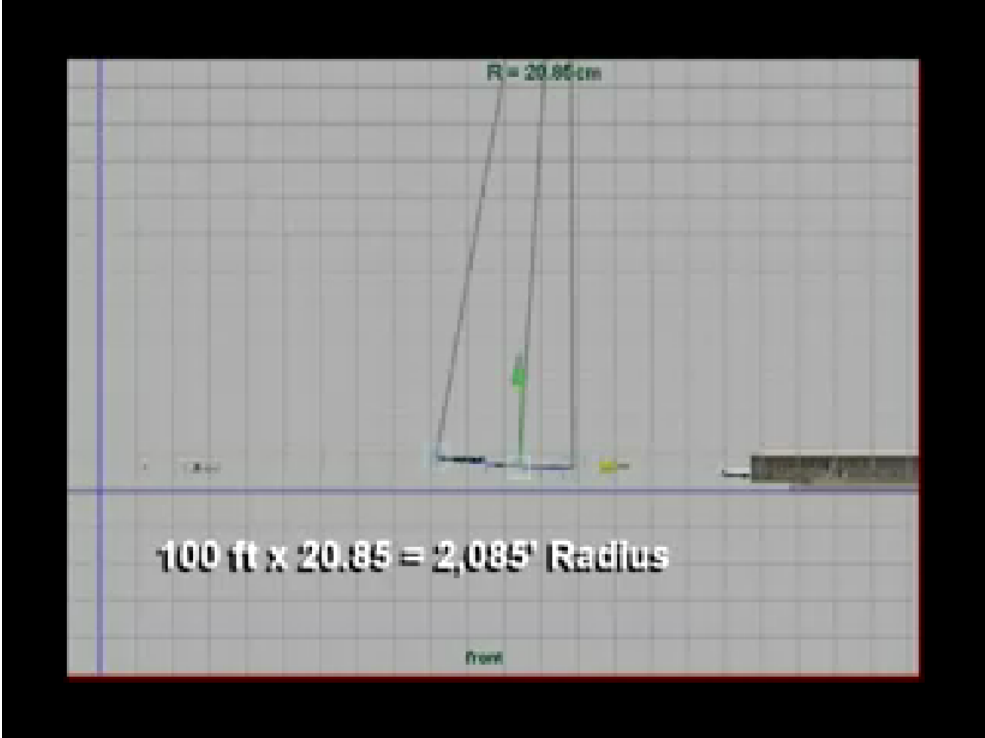 R = 20.85cm
100 ft x 20.85 = 2,085' Radius
front